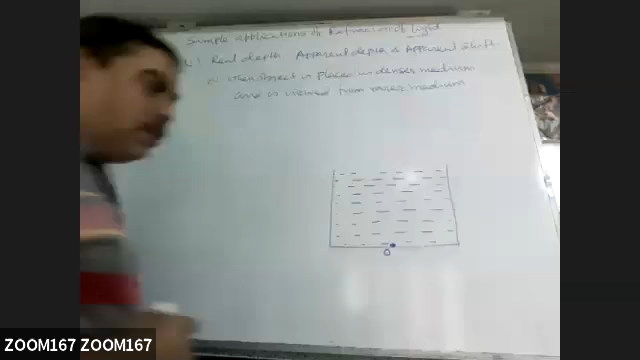 Simple applications of Refraction of Light
1) Real depth Apparent depth & Apparent Shift
when object is placed in denser medium
and is viewed from rarer medium
O
ZOOM167 ZOOM167